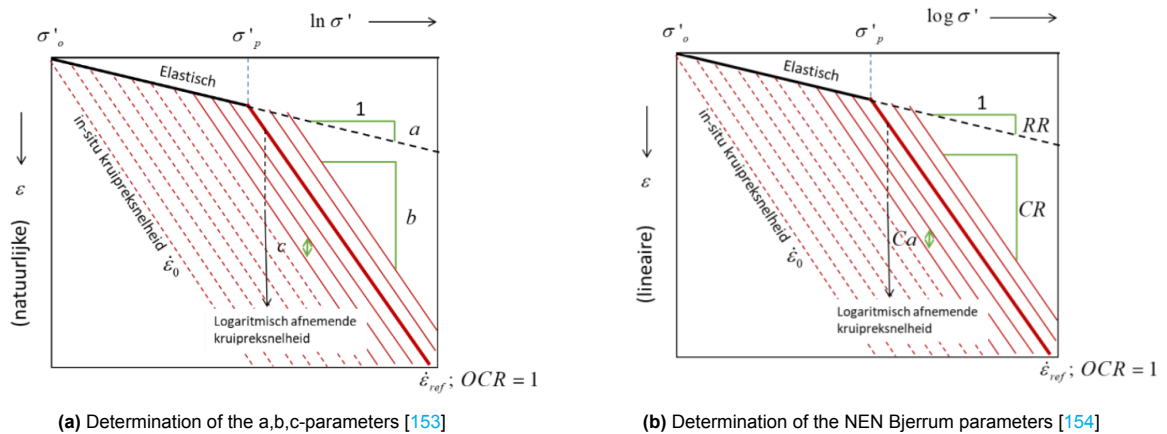 ln σ'
σ'o
σ'p
Elastisch
1
a
in-situ kruipreksnelheid ε̇0
ε
(natuurlijke)
b
c
Logaritmisch afnemende
kruipreksnelheid
ε̇ref; OCR = 1
(a) Determination of the a,b,c-parameters [153]
log σ'
σ'o
σ'p
Elastisch
1
RR
in-situ kruipreksnelheid ε̇0
ε
(lineaire)
CR
Ca
Logaritmisch afnemende
kruipreksnelheid
ε̇ref; OCR = 1
(b) Determination of the NEN Bjerrum parameters [154]